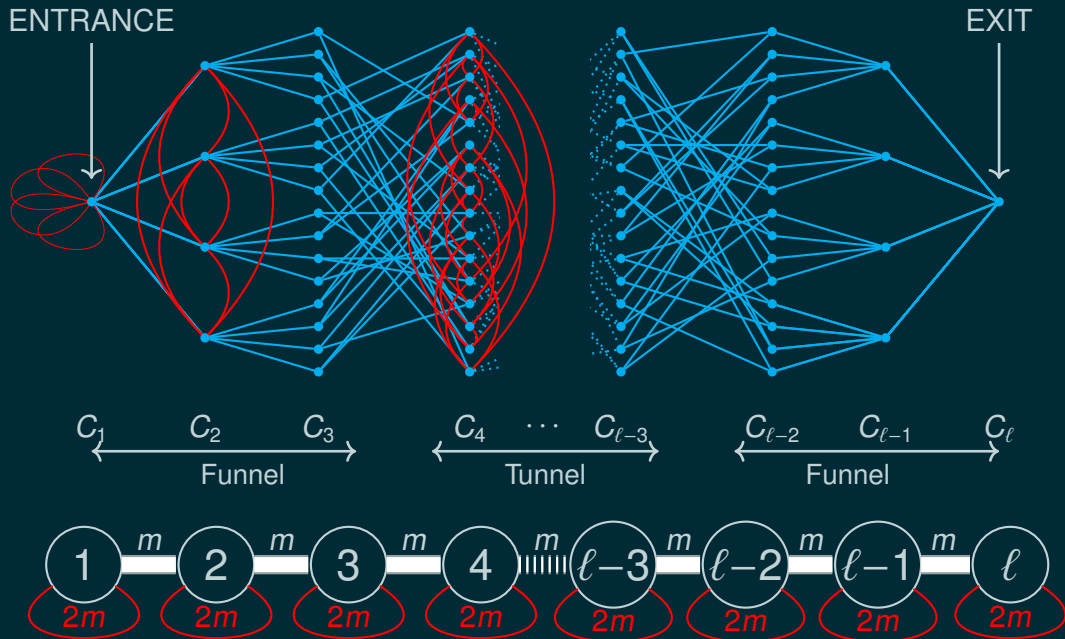 ENTRANCE EXIT
C₁ C₂ C₃ C₄ ⋯ Cℓ₋₃ Cℓ₋₂ Cℓ₋₁ Cℓ
Funnel Tunnel Funnel
m m m m m m m
1 2 3 4 ℓ−3 ℓ−2 ℓ−1 ℓ
2m 2m 2m 2m 2m 2m 2m 2m